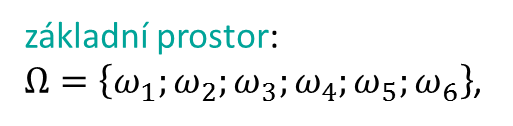 základní prostor:
Ω = {𝜔₁; 𝜔₂; 𝜔₃; 𝜔₄; 𝜔₅; 𝜔₆},